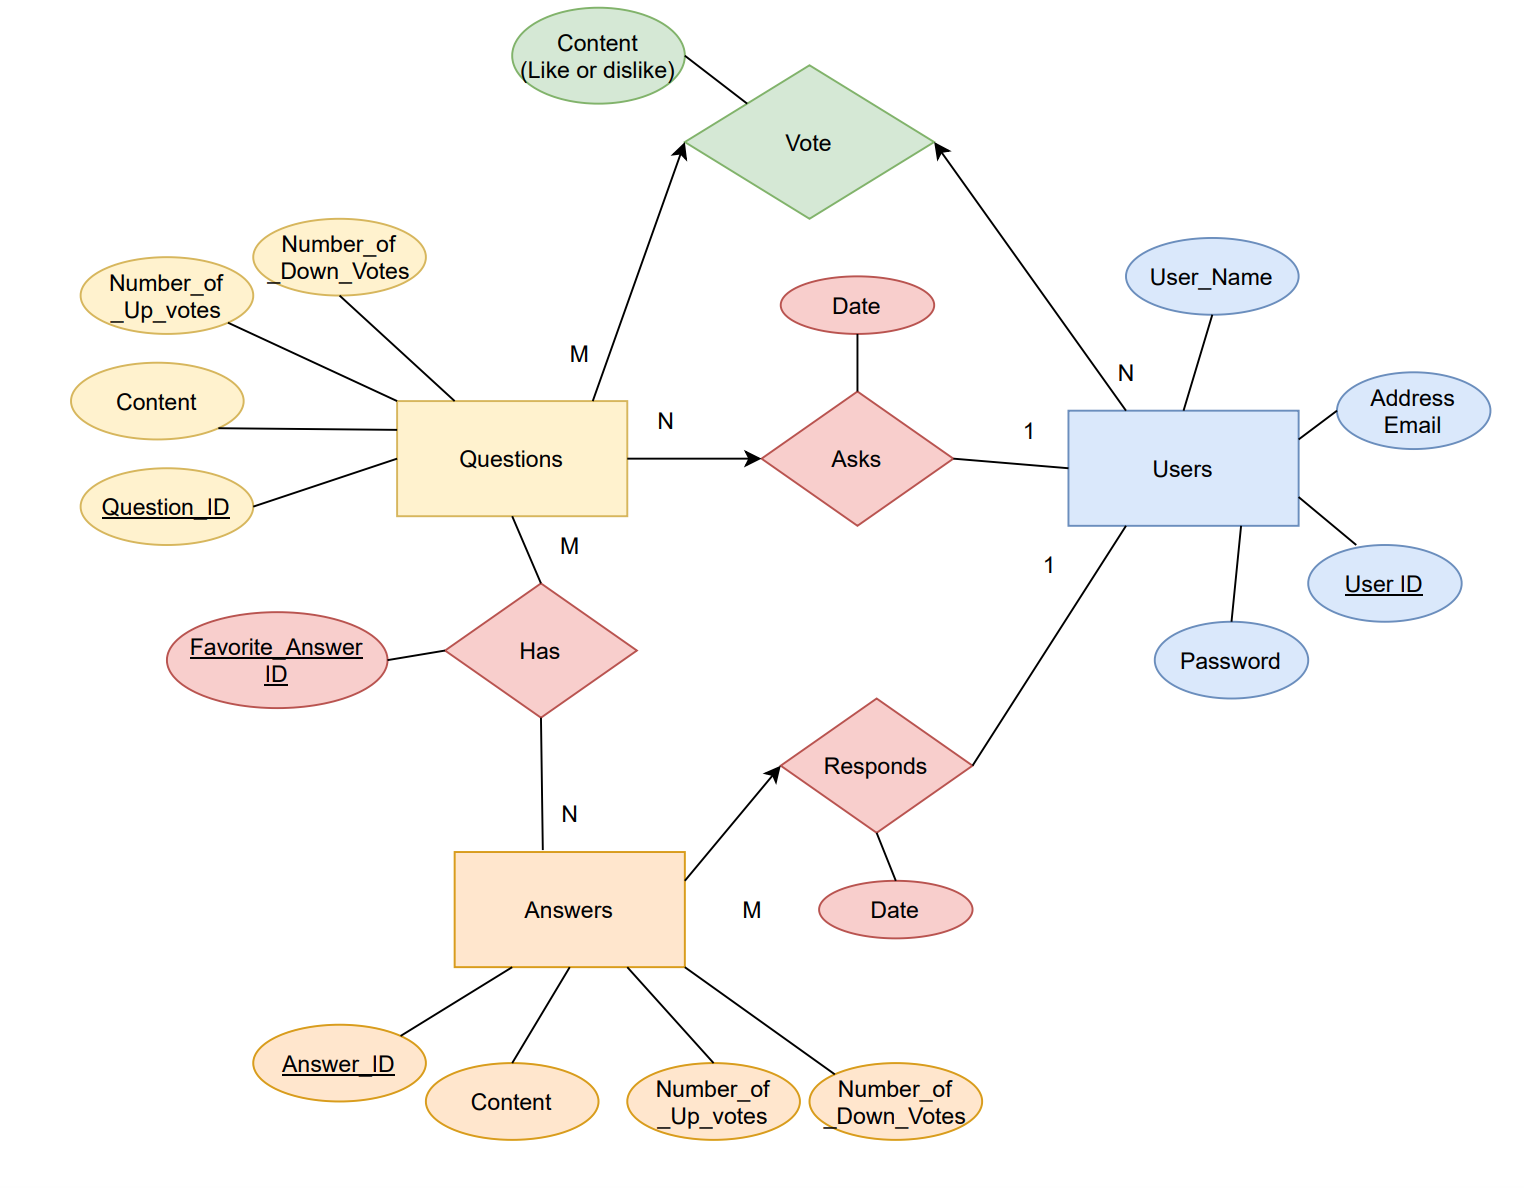 Content
(Like or dislike)
Vote
Number_of
_Down_Votes
Number_of
_Up_votes
User_Name
Date
M
N
Content
Address
Email
N
1
Questions
Asks
Users
Question_ID
M
1
User ID
Favorite_Answer
ID
Has
Password
Responds
N
Answers
M
Date
Answer_ID
Content
Number_of
_Up_votes
Number_of
_Down_Votes